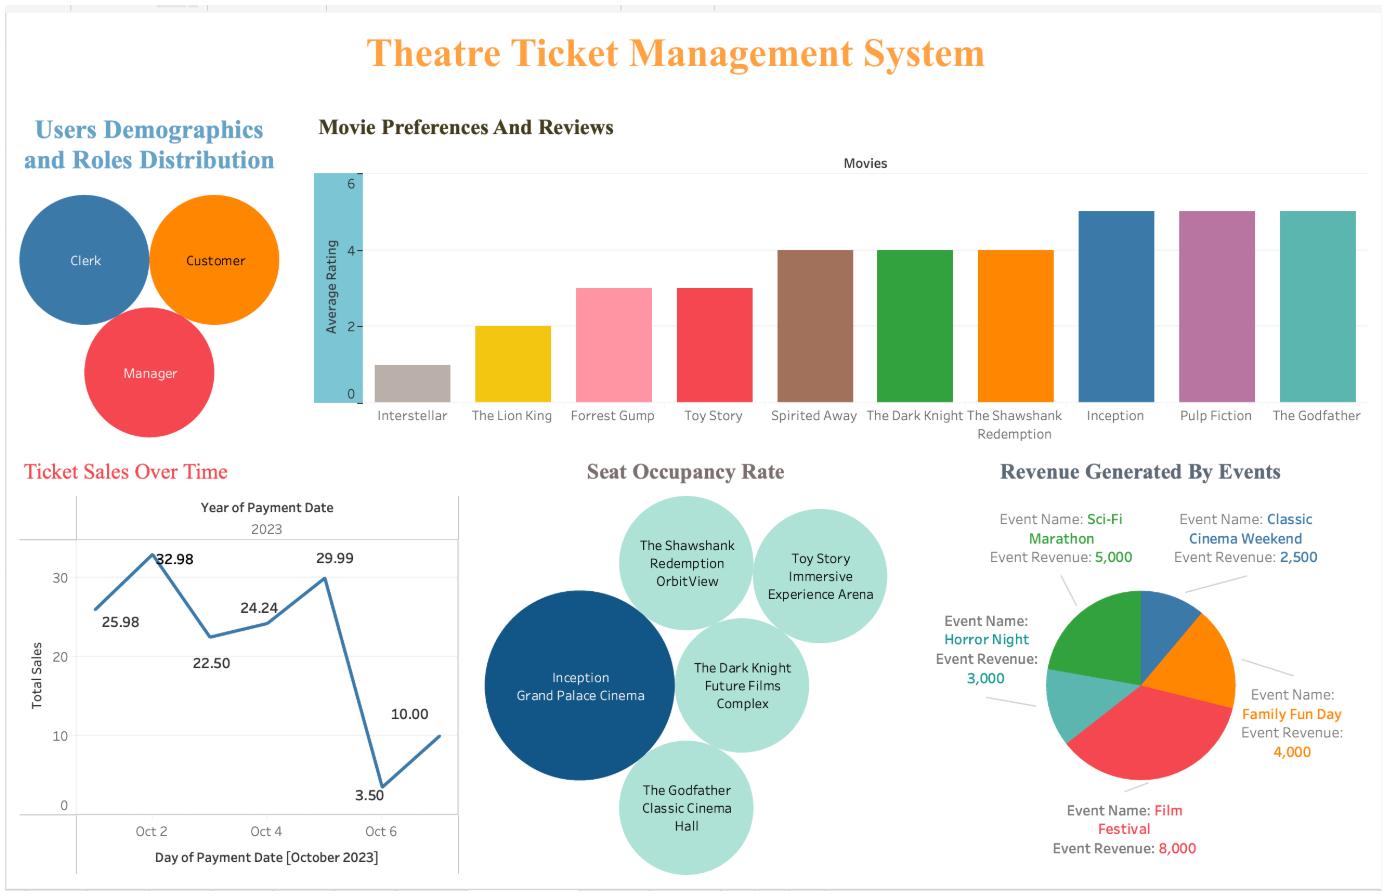 Theatre Ticket Management System
Users Demographics
and Roles Distribution
Clerk
Customer
Manager
Movie Preferences And Reviews
Movies
Average Rating
6
4
2
0
Interstellar
The Lion King
Forrest Gump
Toy Story
Spirited Away
The Dark Knight
The Shawshank
Redemption
Inception
Pulp Fiction
The Godfather
Ticket Sales Over Time
Year of Payment Date
2023
Total Sales
30
20
10
0
25.98
32.98
22.50
24.24
29.99
3.50
10.00
Oct 2
Oct 4
Oct 6
Day of Payment Date [October 2023]
Seat Occupancy Rate
The Shawshank
Redemption
OrbitView
Toy Story
Immersive
Experience Arena
Inception
Grand Palace Cinema
The Dark Knight
Future Films
Complex
The Godfather
Classic Cinema
Hall
Revenue Generated By Events
Event Name: Sci-Fi
Marathon
Event Revenue: 5,000
Event Name: Classic
Cinema Weekend
Event Revenue: 2,500
Event Name:
Horror Night
Event Revenue:
3,000
Event Name:
Family Fun Day
Event Revenue:
4,000
Event Name: Film
Festival
Event Revenue: 8,000